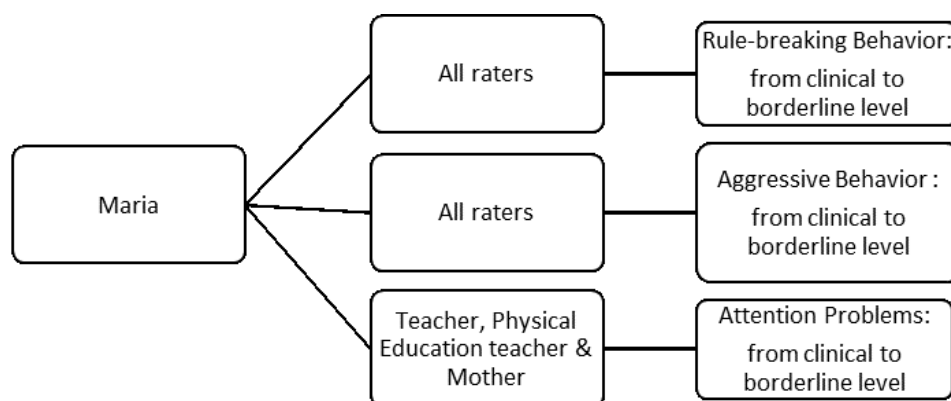 Maria
All raters
Rule-breaking Behavior:
from clinical to
borderline level
All raters
Aggressive Behavior :
from clinical to
borderline level
Teacher, Physical
Education teacher &
Mother
Attention Problems:
from clinical to
borderline level